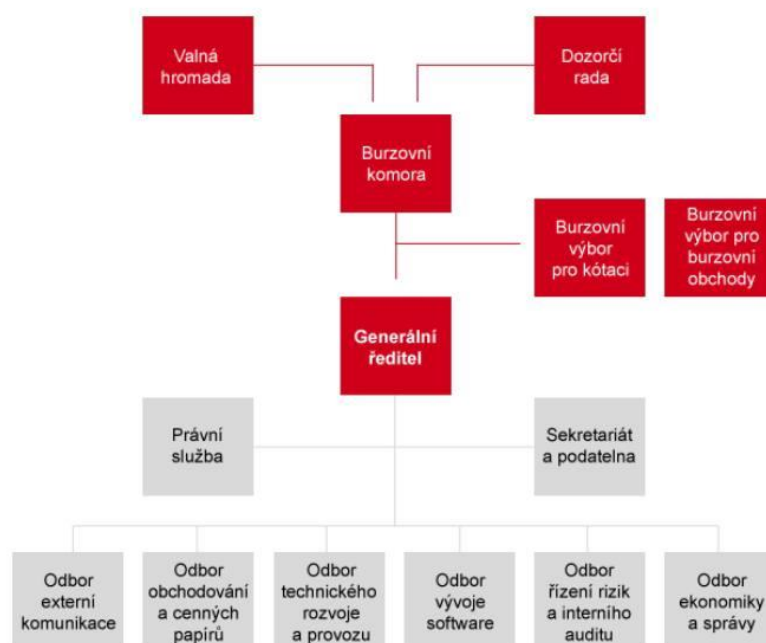 Valná
hromada
Dozorčí
rada
Burzovní
komora
Burzovní
výbor
pro kótaci
Burzovní
výbor pro
burzovní
obchody
Generální
ředitel
Právní
služba
Sekretariát
a podatelna
Odbor
externí
komunikace
Odbor
obchodování
a cenných
papírů
Odbor
technického
rozvoje
a provozu
Odbor
vývoje
software
Odbor
řízení rizik
a interního
auditu
Odbor
ekonomiky
a správy